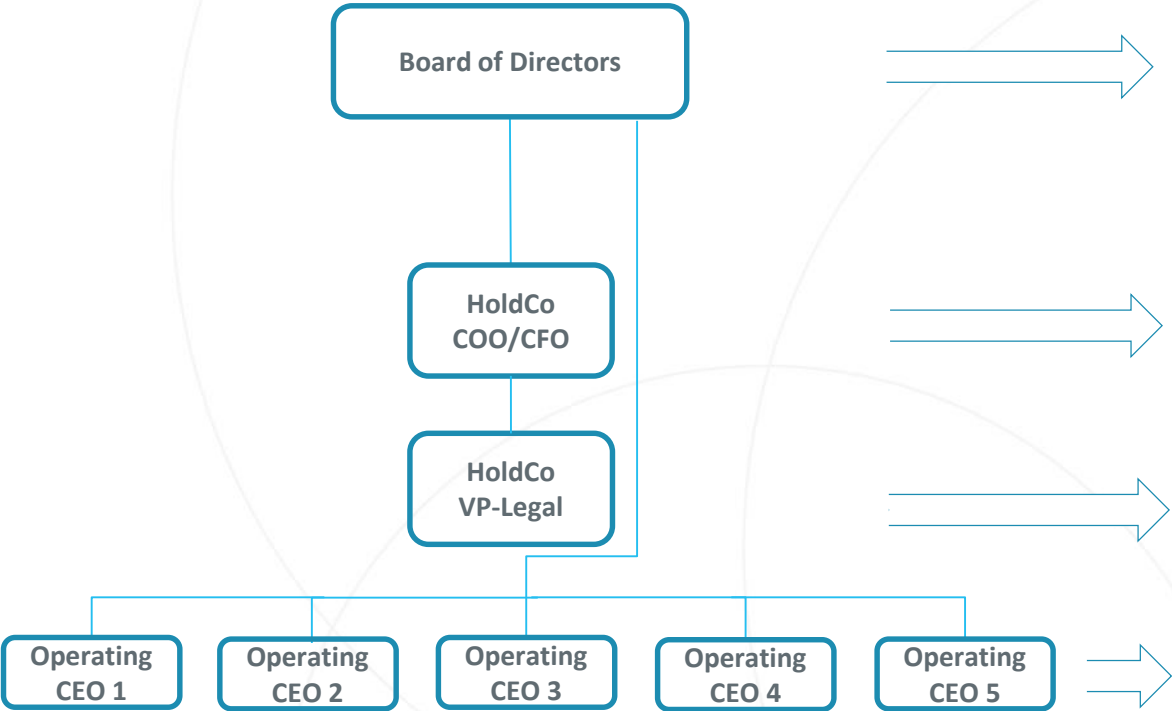 Board of Directors
HoldCo
COO/CFO
HoldCo
VP-Legal
Operating
CEO 1
Operating
CEO 2
Operating
CEO 3
Operating
CEO 4
Operating
CEO 5